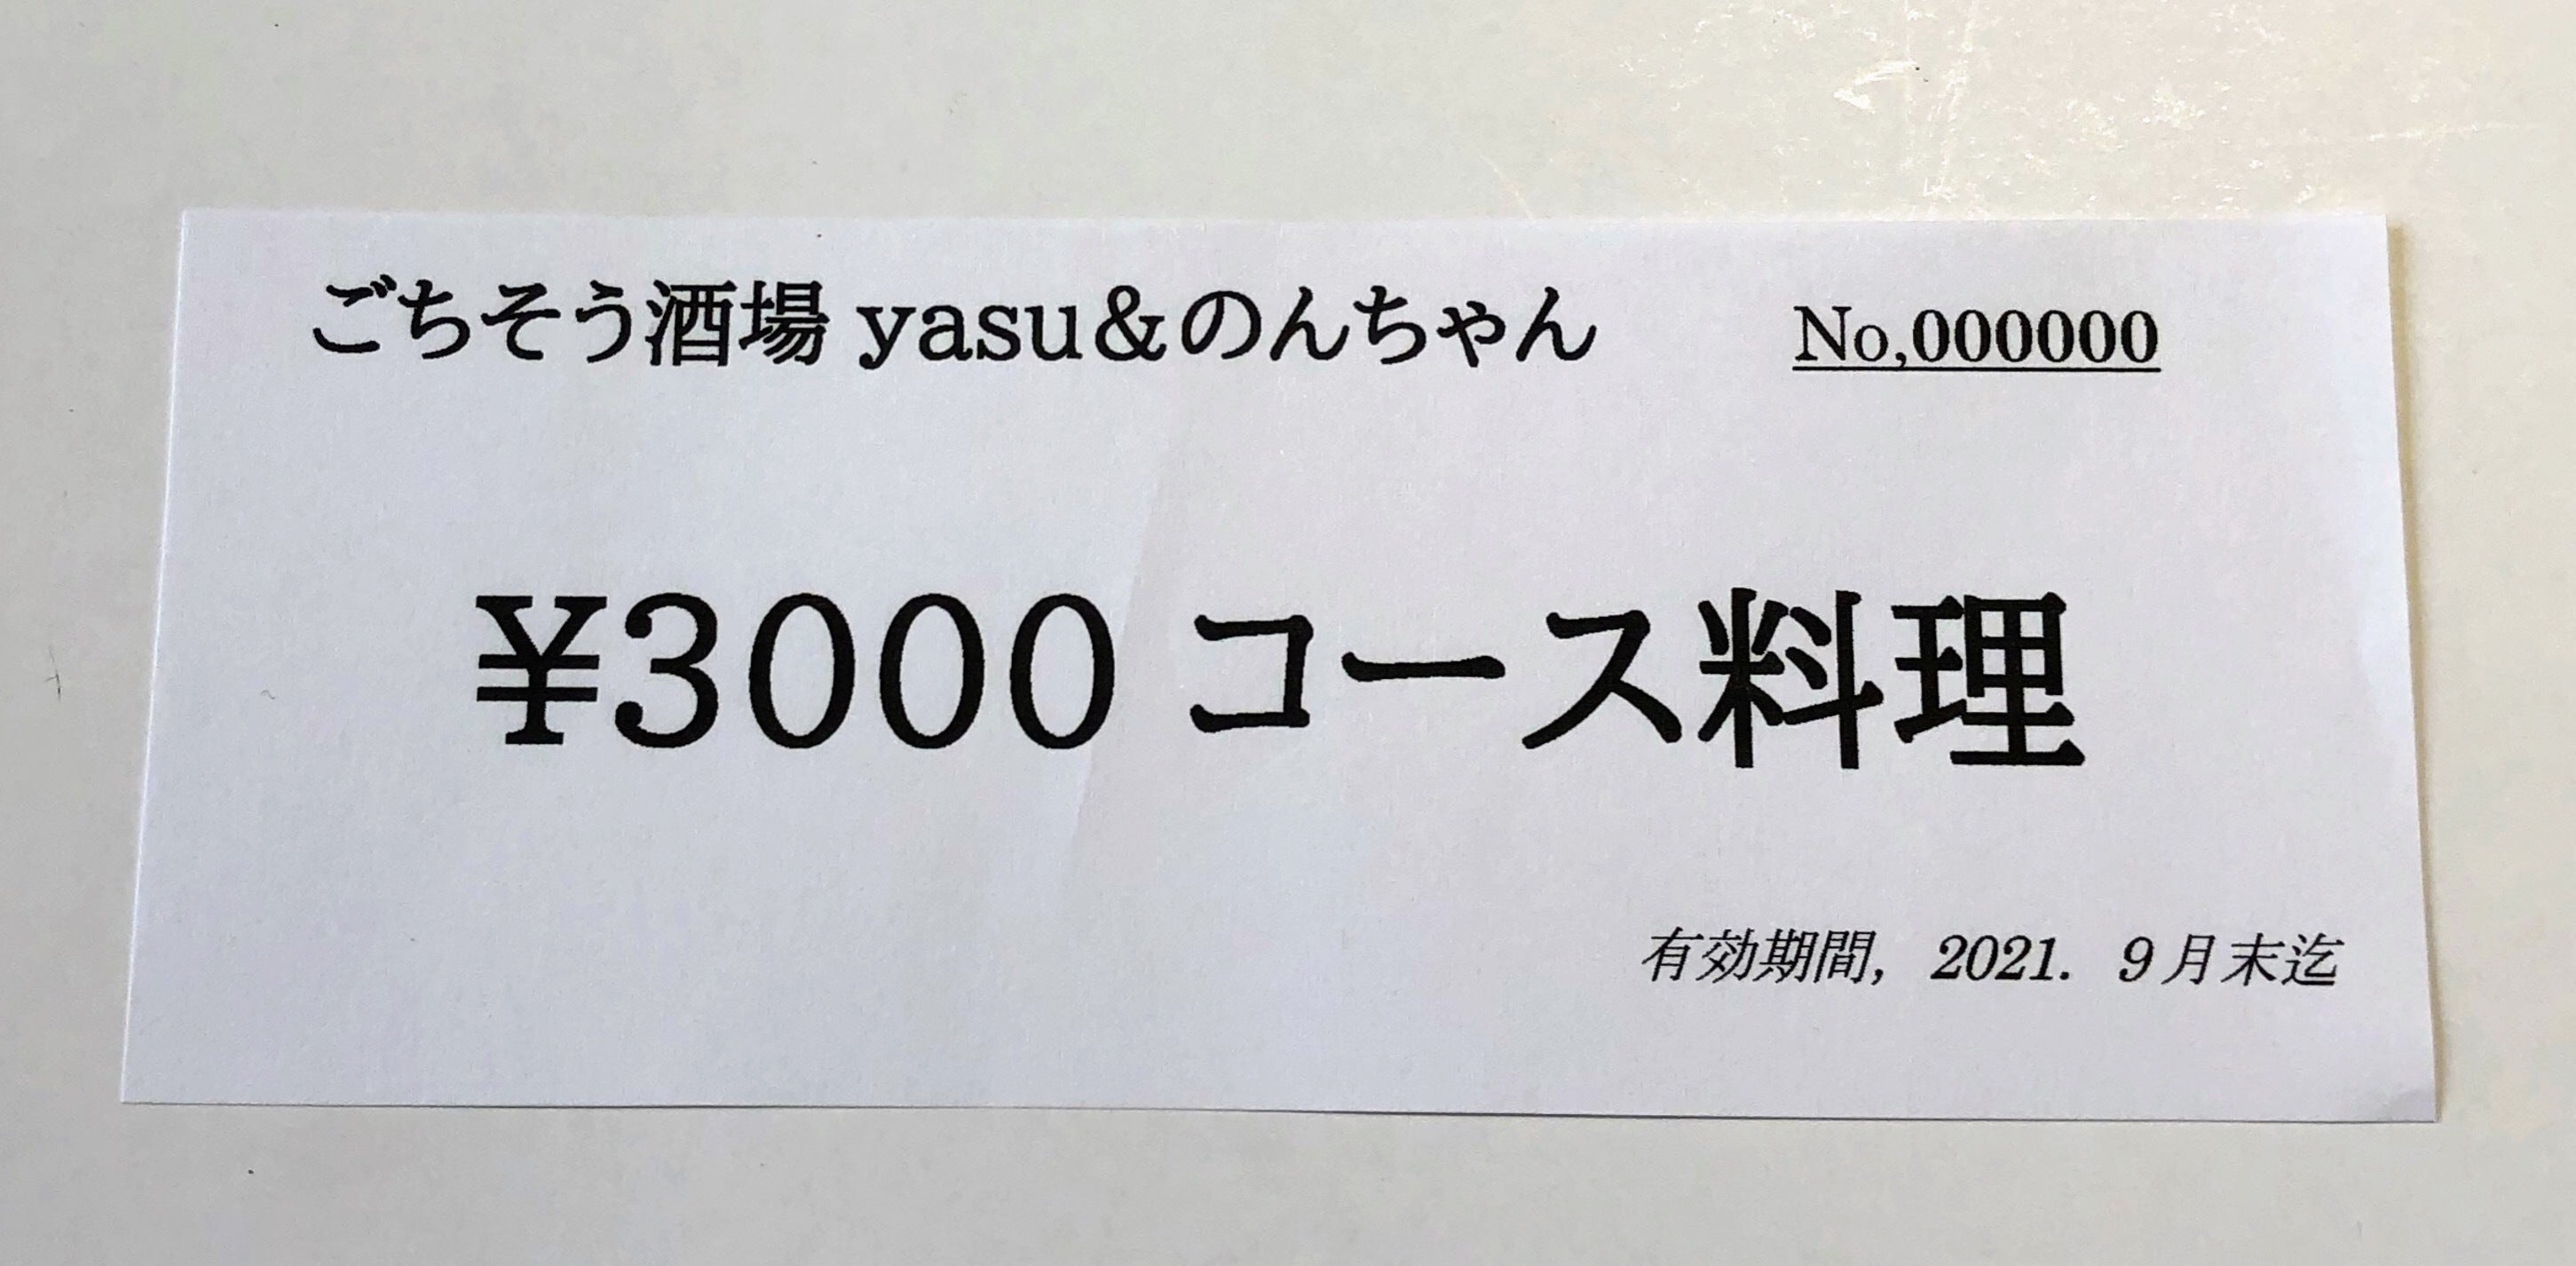 ごちそう酒場 yasu&のんちゃん No,000000
¥3000 コース料理
有効期間, 2021. 9月末迄